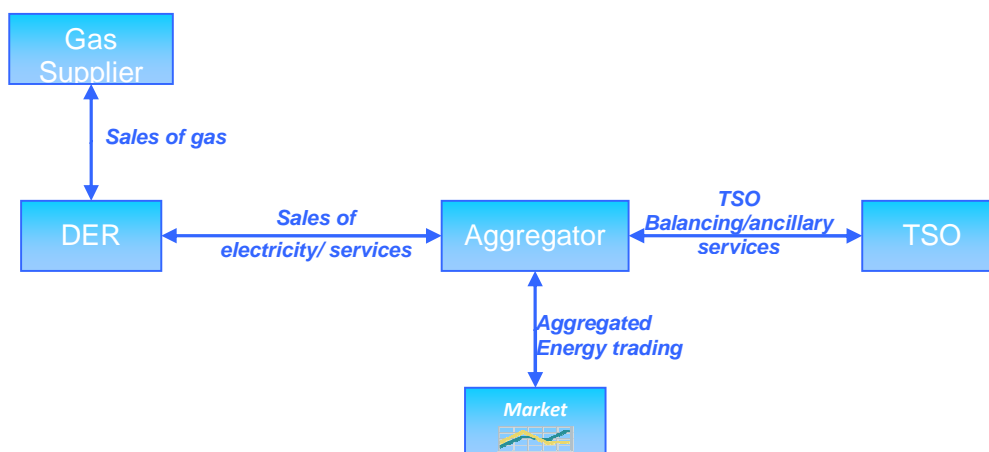 Gas
Supplier
Sales of gas
DER
Sales of
electricity/ services
Aggregator
TSO
Balancing/ancillary
services
TSO
Aggregated
Energy trading
Market